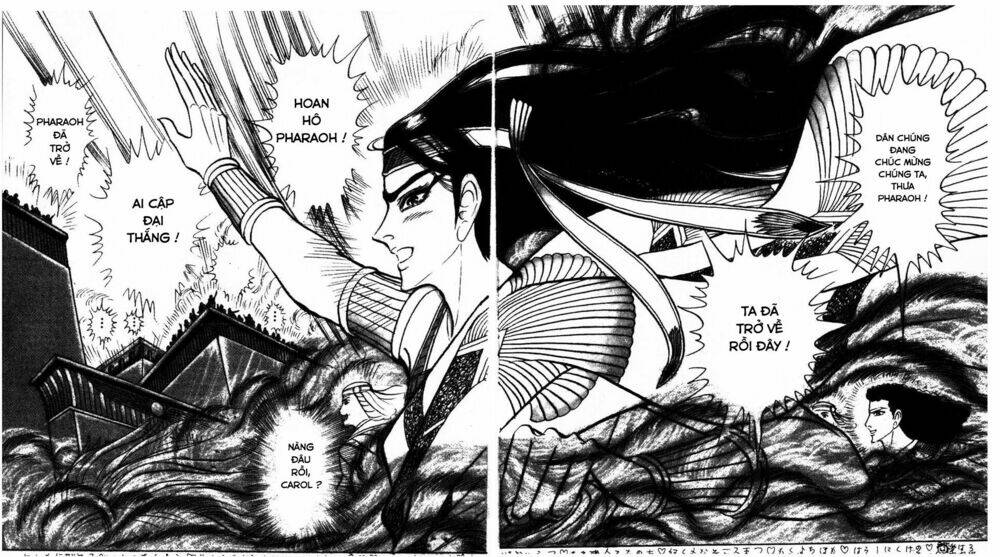 PHARAOH
ĐÃ
TRỞ
VỀ !
HOAN
HÔ
PHARAOH !
AI CẬP
ĐẠI
THẮNG !
NÀNG
ĐÂU
RỒI,
CAROL ?
DÂN CHÚNG
ĐANG
CHÚC MỪNG
CHÚNG TA,
THƯA
PHARAOH !
TA ĐÃ
TRỞ VỀ
RỒI ĐÂY !